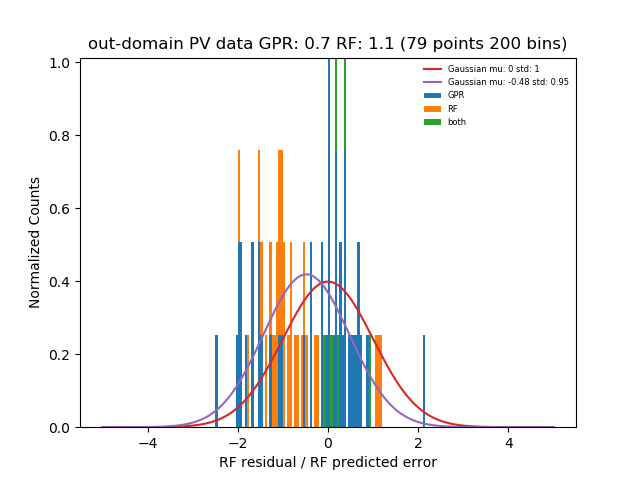 out-domain PV data GPR: 0.7 RF: 1.1 (79 points 200 bins)
Normalized Counts
1.0
0.8
0.6
0.4
0.2
0.0
Gaussian mu: 0 std: 1
Gaussian mu: -0.48 std: 0.95
GPR
RF
both
−4 −2 0 2 4
RF residual / RF predicted error